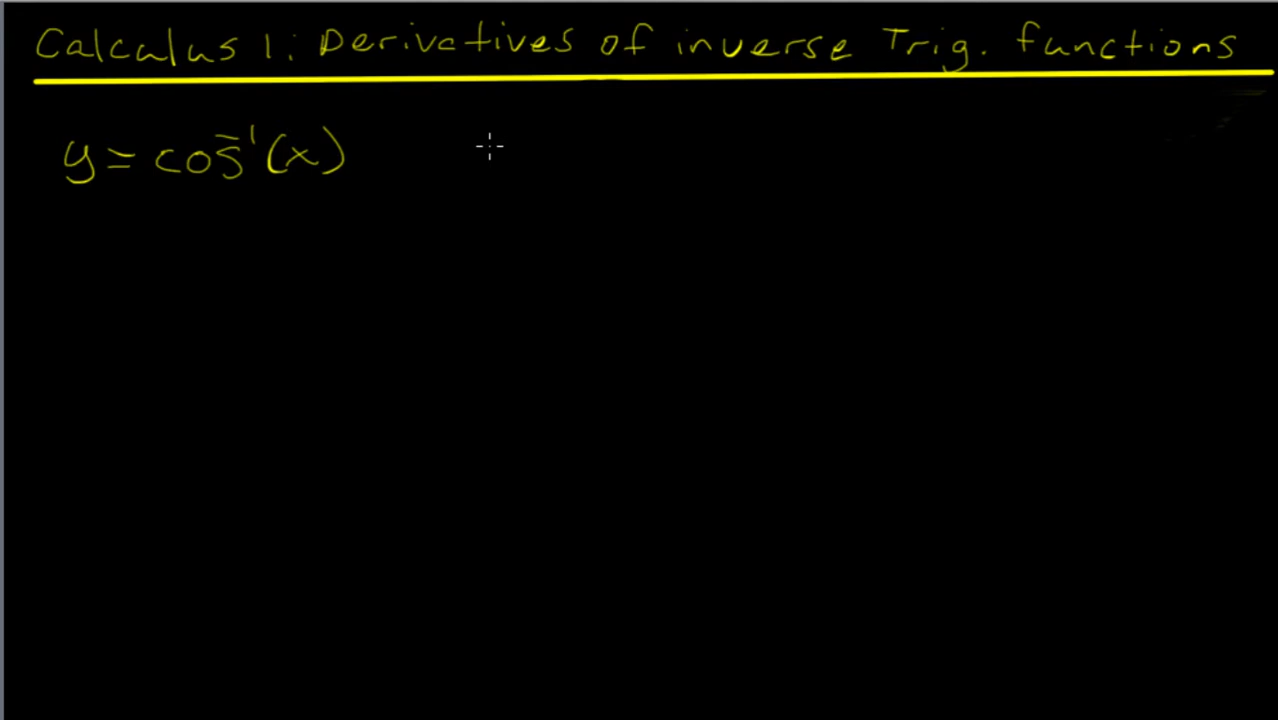 Calculus 1: Derivatives of inverse Trig. functions
y = cos⁻¹(x)